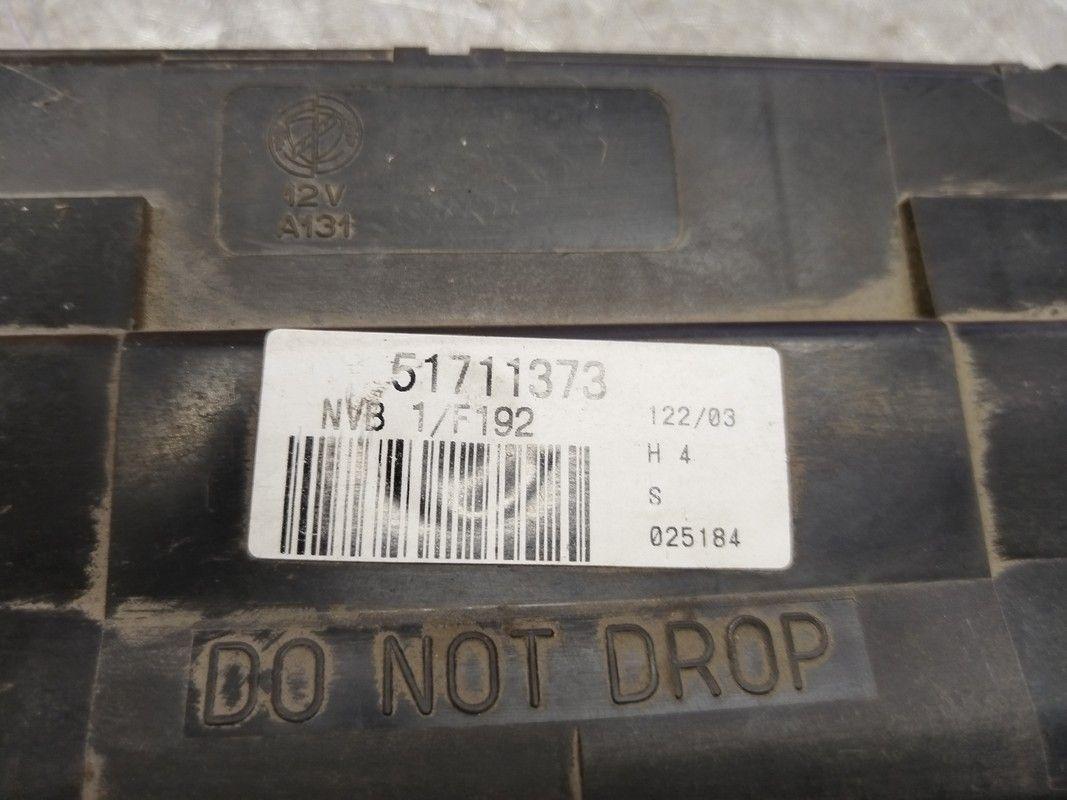 12V
A131
51711373
NVB 1/F192
122/03
H 4
S
025184
DO NOT DROP